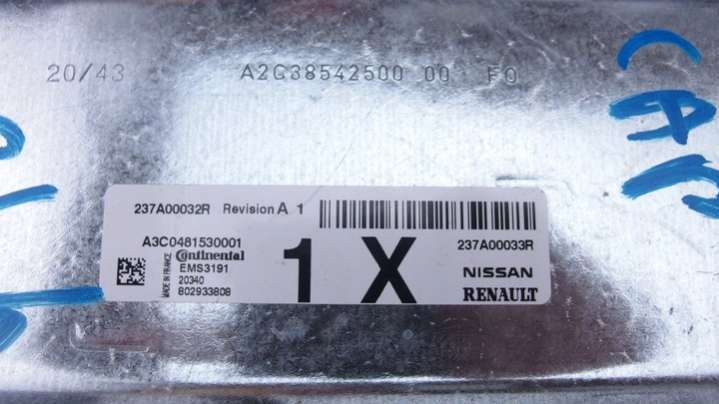 20/43 A2C38542500 00 F0
237A00032R Revision A 1
A3C0481530001
237A00033R
MADE IN FRANCE
Continental
EMS3191
20340
802933808
1 X
NISSAN
RENAULT